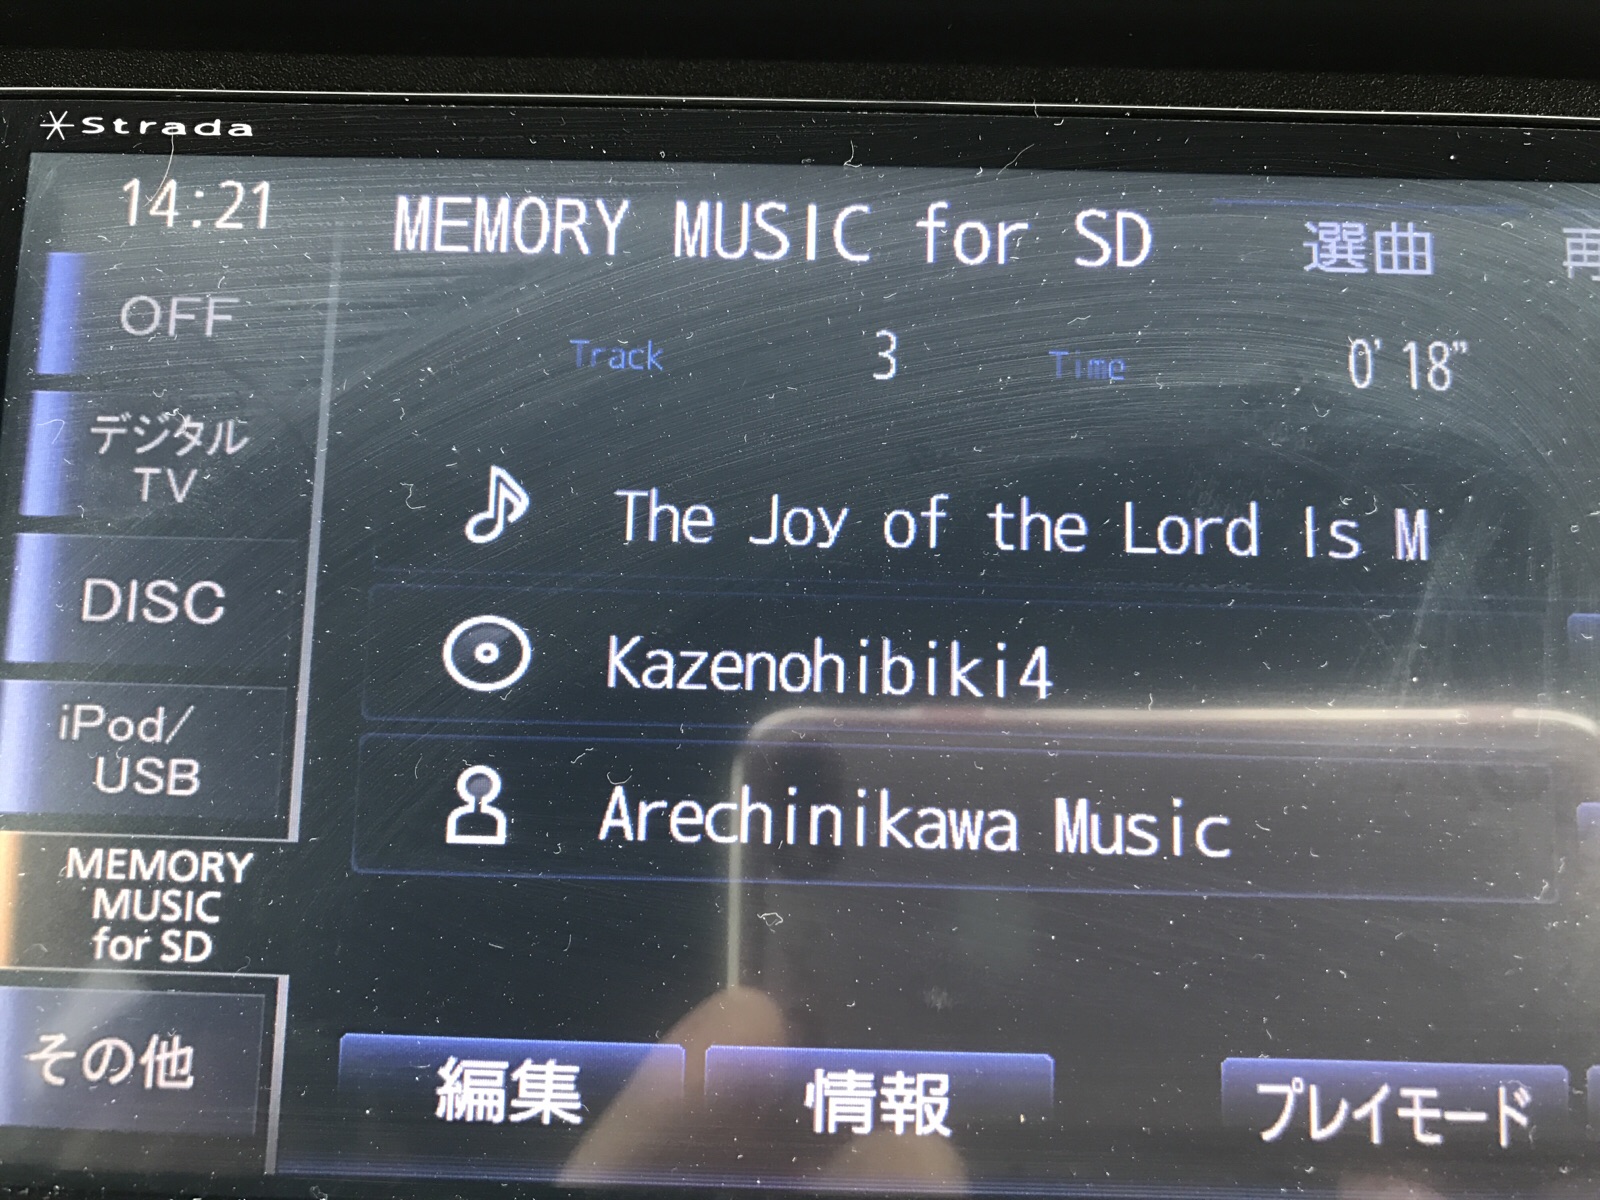 Strada
14:21
MEMORY MUSIC for SD
選曲
再
OFF
Track 3 Time 0'18"
デジタル
TV
The Joy of the Lord Is M
DISC
Kazenohibiki4
iPod/
USB
Arechinikawa Music
MEMORY
MUSIC
for SD
その他
編集 情報 プレイモード